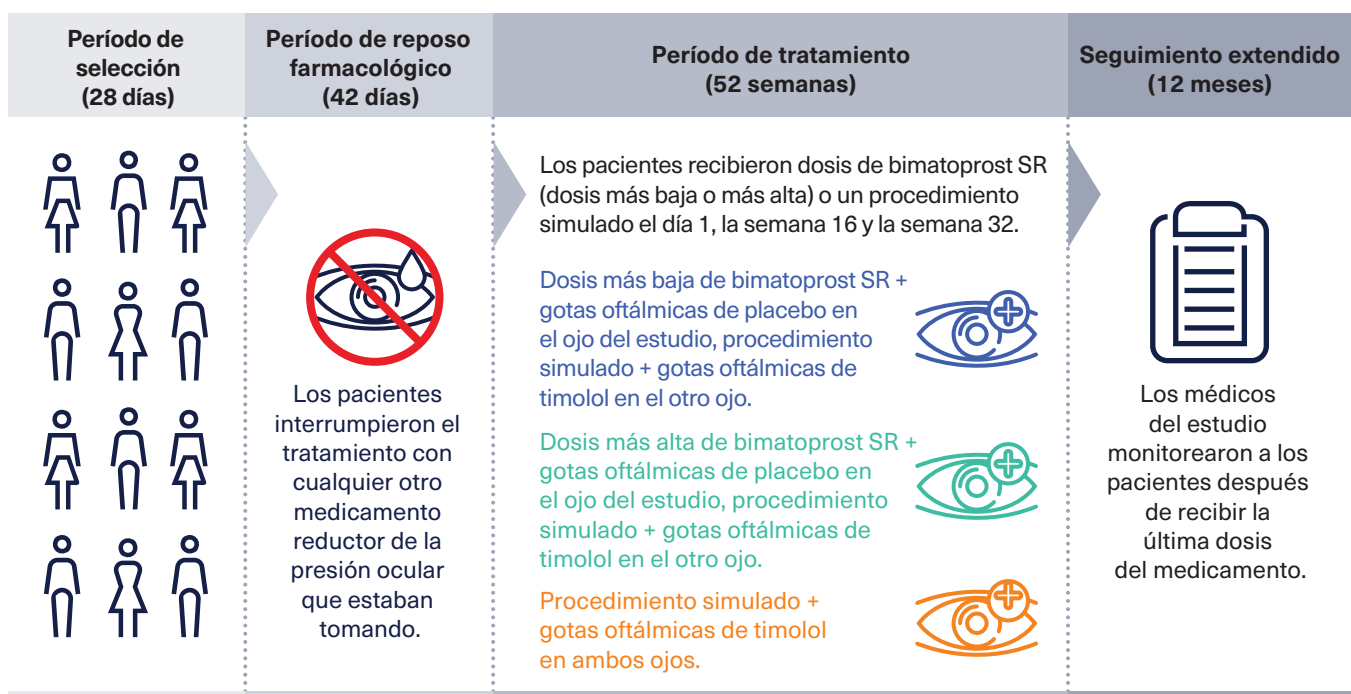 Período de
selección
(28 días)
Período de reposo
farmacológico
(42 días)
Período de tratamiento
(52 semanas)
Seguimiento extendido
(12 meses)
Los pacientes
interrumpieron el
tratamiento con
cualquier otro
medicamento
reductor de la
presión ocular
que estaban
tomando.
Los pacientes recibieron dosis de bimatoprost SR
(dosis más baja o más alta) o un procedimiento
simulado el día 1, la semana 16 y la semana 32.
Dosis más baja de bimatoprost SR +
gotas oftálmicas de placebo en
el ojo del estudio, procedimiento
simulado + gotas oftálmicas de
timolol en el otro ojo.
Dosis más alta de bimatoprost SR +
gotas oftálmicas de placebo en
el ojo del estudio, procedimiento
simulado + gotas oftálmicas de
timolol en el otro ojo.
Procedimiento simulado +
gotas oftálmicas de timolol
en ambos ojos.
Los médicos
del estudio
monitorearon a los
pacientes después
de recibir la
última dosis
del medicamento.